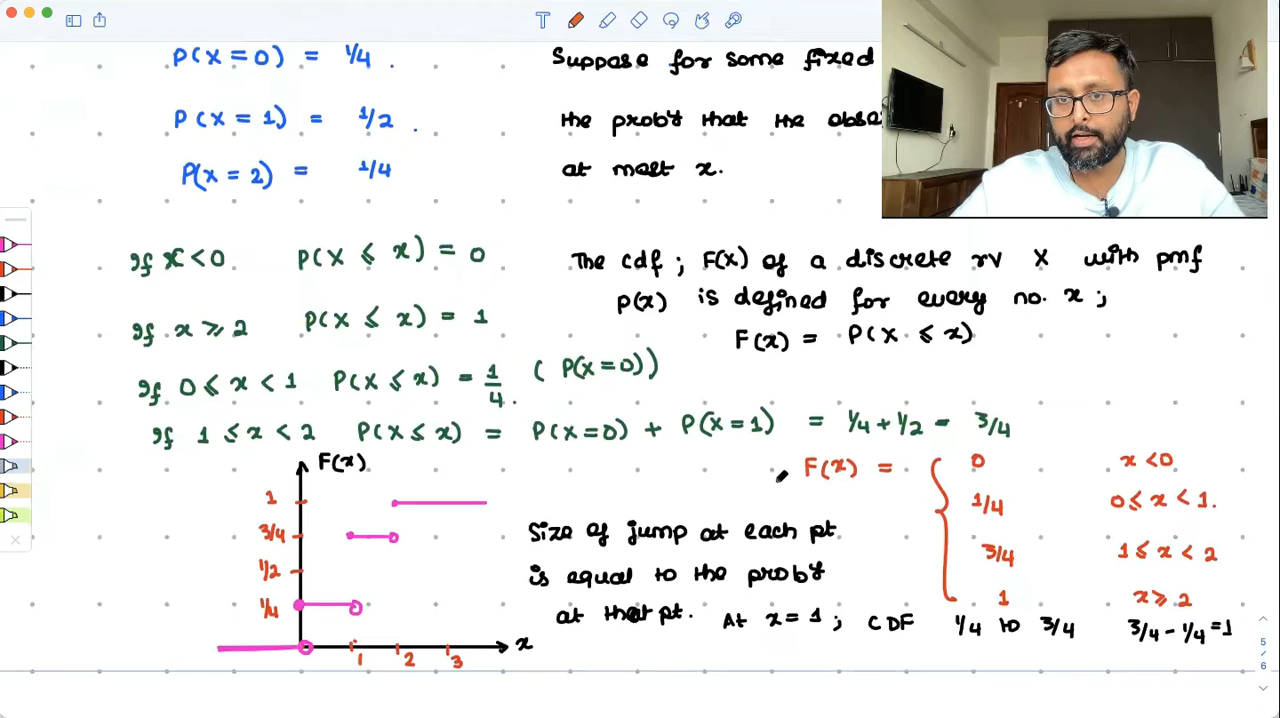 P(X=0) = 1/4 .
P(X=1) = 1/2 .
P(X=2) = 1/4
Suppose for some fixed
the prob'y that the obse
at most x.
If x<0 P(X ≤ x) = 0
If x ≥ 2 P(X ≤ x) = 1
If 0 ≤ x < 1 P(X ≤ x) = 1/4 . ( P(X=0))
If 1 ≤ x < 2 P(X ≤ x) = P(X=0) + P(X=1) = 1/4 + 1/2 = 3/4
The cdf ; F(x) of a discrete rv X with pmf
p(x) is defined for every no. x ;
F(x) = P(X ≤ x)
F(x)
1
3/4
1/2
1/4
1 2 3 x
Size of jump at each pt
is equal to the prob'y
at that pt. At x=1 ; CDF 1/4 to 3/4 3/4 - 1/4 = 1
F(x) = { 0 x<0
1/4 0 ≤ x < 1.
3/4 1 ≤ x < 2
1 x ≥ 2
5
/
6